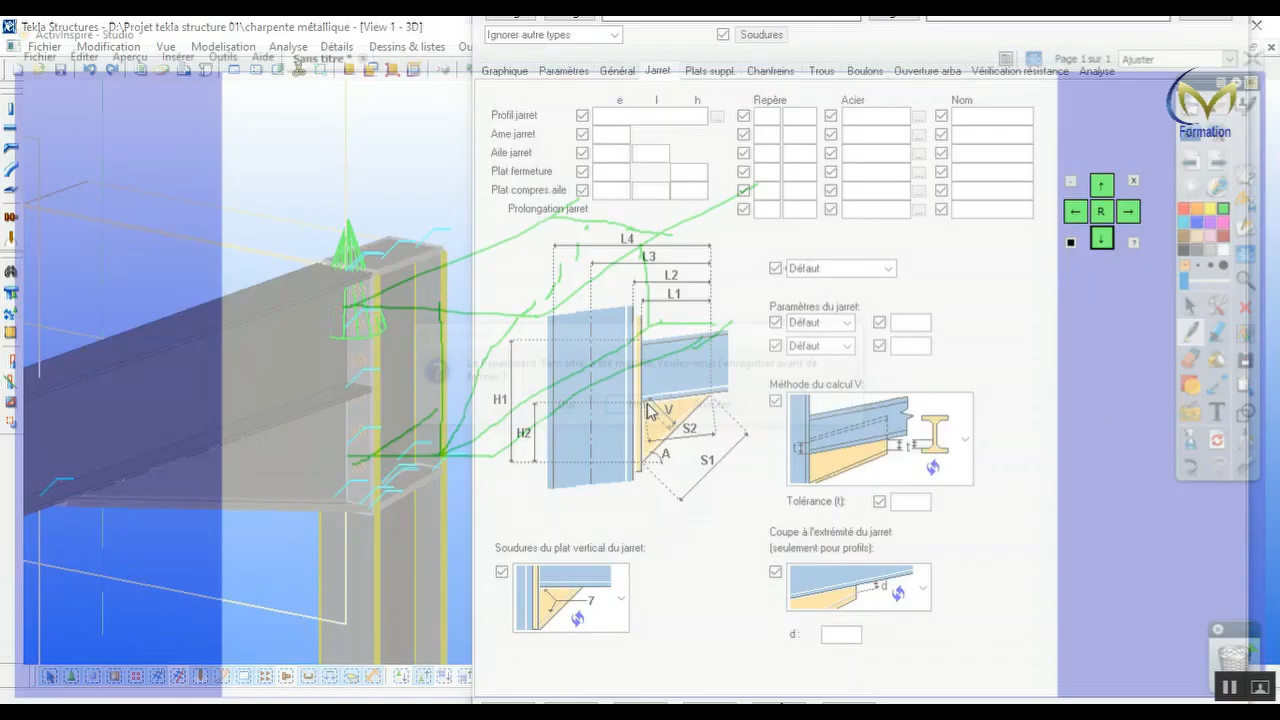 Tekla Structures - D:\Projet tekla structure 01\charpente métallique - [View 1 - 3D]
ActivInspire - Studio
Fichier Modification Vue Modélisation Analyse Détails Dessins & listes
Fichier Éditer Aperçu Insérer Outils Aide
Sans titre *
Page 1 sur 1
Ajuster
Ignorer autre types
Soudures
Graphique Paramètres Général Jarret Plats suppl. Chanfreins Trous Boulons Ouverture arba Vérification résistance Analyse
e l h Repère Acier Nom
Profil jarret
Ame jarret
Aile jarret
Plat fermeture
Plat compres. aile
Prolongation jarret
L4
L3
L2
L1
H1
H2
V
S2
S1
A
Défaut
Paramètres du jarret:
Défaut
Défaut
Méthode du calcul V:
t
t
Tolérance (t):
Soudures du plat vertical du jarret:
7
Coupe à l'extrémité du jarret
(seulement pour profils):
d
d :
Formation
X
← ↑ R → ↓
?